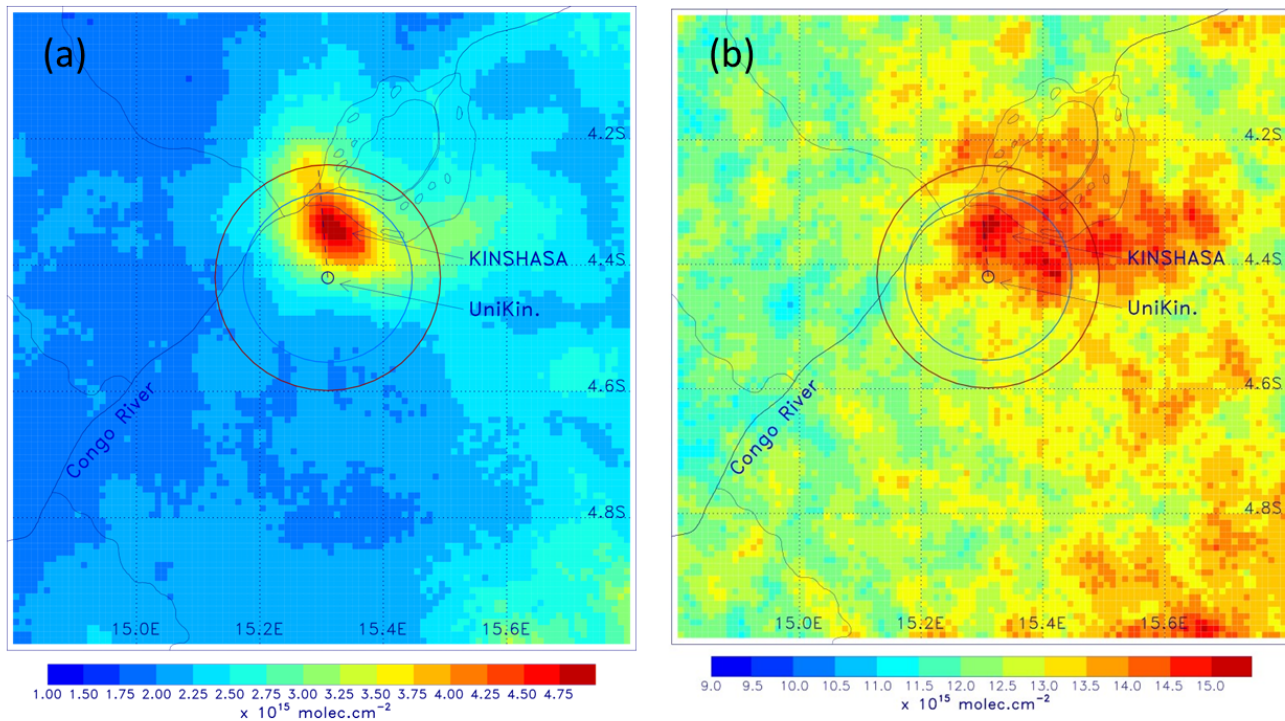 (a)
4.2S
KINSHASA
4.4S
UniKin.
4.6S
Congo River
4.8S
15.0E 15.2E 15.4E 15.6E
1.00 1.50 1.75 2.00 2.25 2.75 3.00 3.25 3.50 3.75 4.00 4.25 4.50 4.75
x 10¹⁵ molec.cm⁻²
(b)
4.2S
KINSHASA
4.4S
UniKin.
4.6S
Congo River
4.8S
15.0E 15.2E 15.4E 15.6E
9.0 9.5 10.0 10.5 11.0 11.5 12.0 12.5 13.0 13.5 14.0 14.5 15.0
x 10¹⁵ molec.cm⁻²